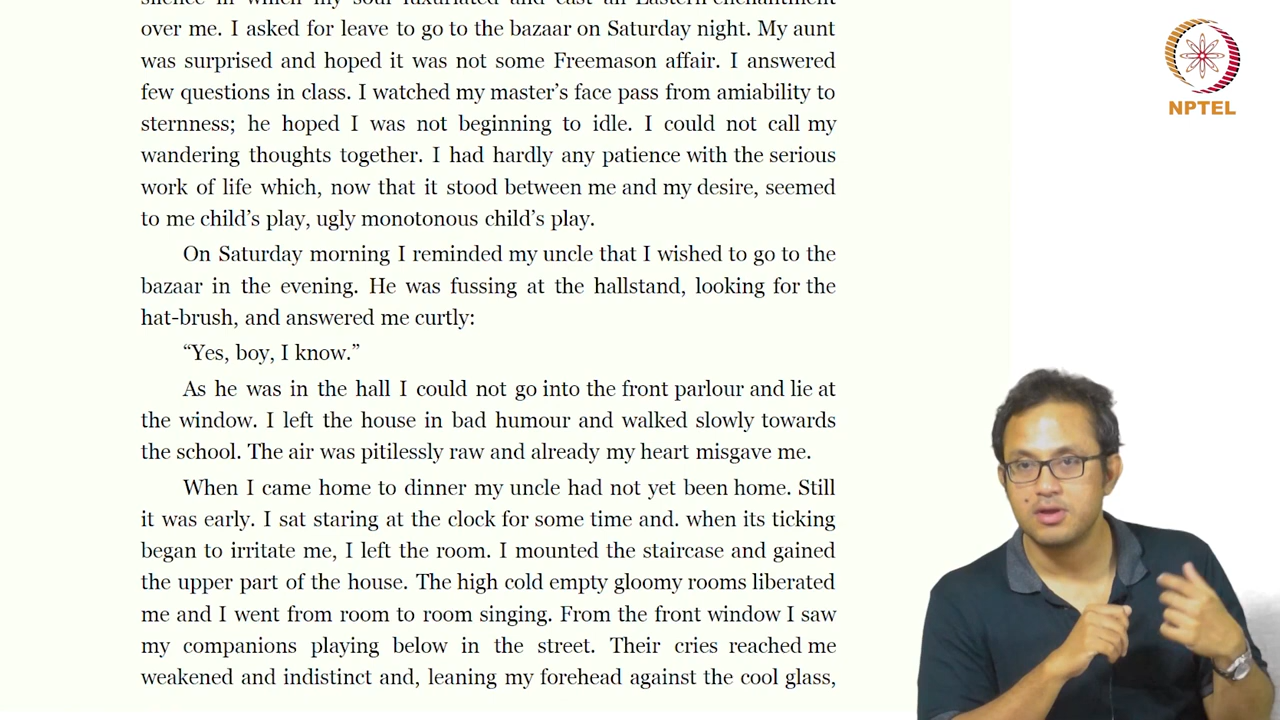 silence in which my soul luxuriated and cast an Eastern enchantment
over me. I asked for leave to go to the bazaar on Saturday night. My aunt
was surprised and hoped it was not some Freemason affair. I answered
few questions in class. I watched my master’s face pass from amiability to
sternness; he hoped I was not beginning to idle. I could not call my
wandering thoughts together. I had hardly any patience with the serious
work of life which, now that it stood between me and my desire, seemed
to me child’s play, ugly monotonous child’s play.
On Saturday morning I reminded my uncle that I wished to go to the
bazaar in the evening. He was fussing at the hallstand, looking for the
hat-brush, and answered me curtly:
“Yes, boy, I know.”
As he was in the hall I could not go into the front parlour and lie at
the window. I left the house in bad humour and walked slowly towards
the school. The air was pitilessly raw and already my heart misgave me.
When I came home to dinner my uncle had not yet been home. Still
it was early. I sat staring at the clock for some time and. when its ticking
began to irritate me, I left the room. I mounted the staircase and gained
the upper part of the house. The high cold empty gloomy rooms liberated
me and I went from room to room singing. From the front window I saw
my companions playing below in the street. Their cries reached me
weakened and indistinct and, leaning my forehead against the cool glass,
NPTEL